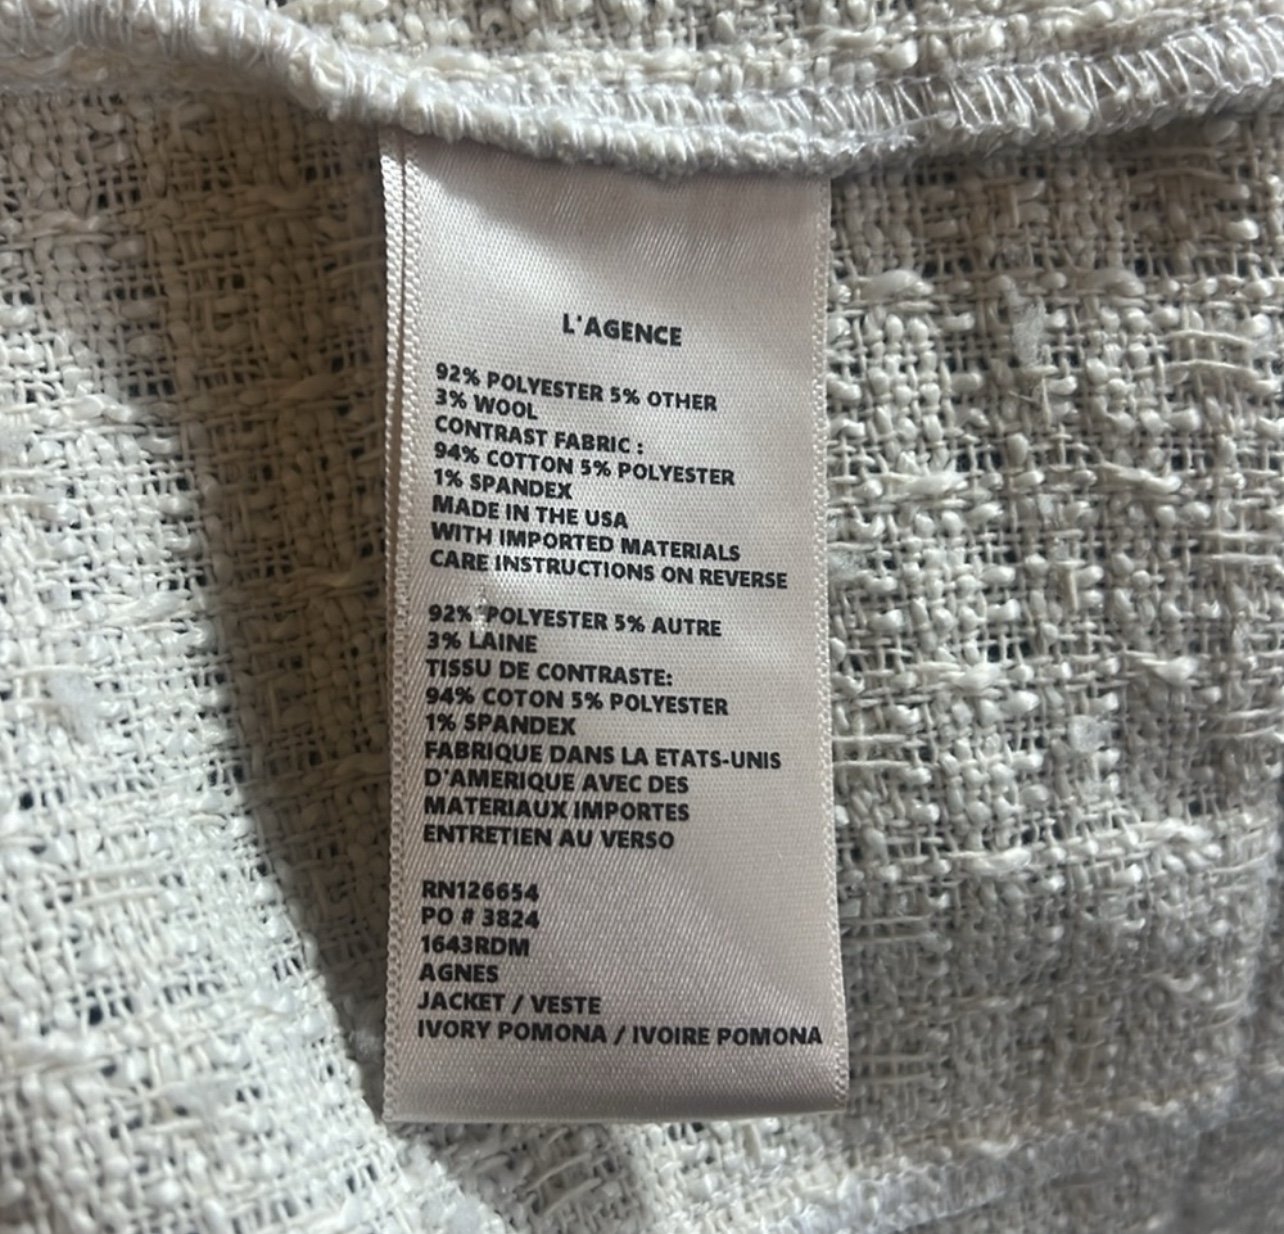 L'AGENCE
92% POLYESTER 5% OTHER
3% WOOL
CONTRAST FABRIC :
94% COTTON 5% POLYESTER
1% SPANDEX
MADE IN THE USA
WITH IMPORTED MATERIALS
CARE INSTRUCTIONS ON REVERSE
92% POLYESTER 5% AUTRE
3% LAINE
TISSU DE CONTRASTE:
94% COTON 5% POLYESTER
1% SPANDEX
FABRIQUE DANS LA ETATS-UNIS
D'AMERIQUE AVEC DES
MATERIAUX IMPORTES
ENTRETIEN AU VERSO
RN126654
PO # 3824
1643RDM
AGNES
JACKET / VESTE
IVORY POMONA / IVOIRE POMONA